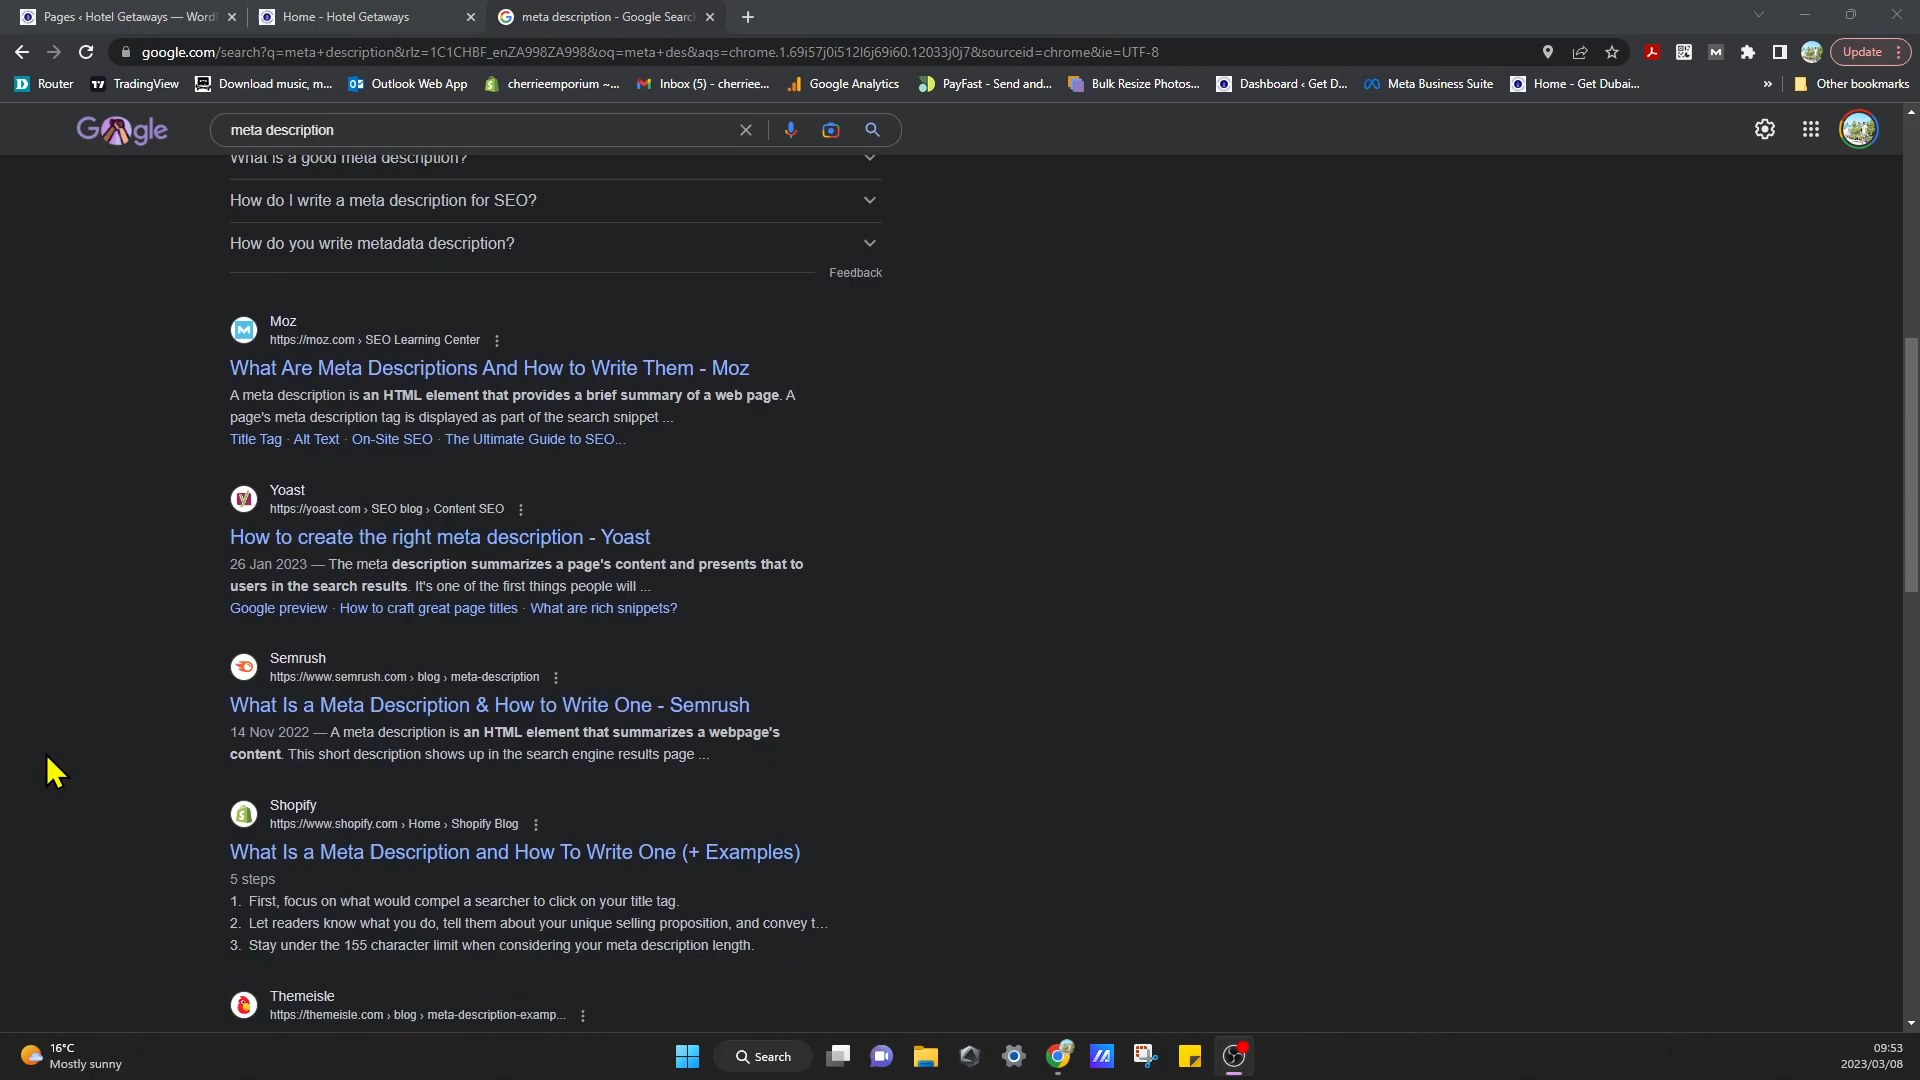 Pages ‹ Hotel Getaways — Word
Home - Hotel Getaways
meta description - Google Search
google.com/search?q=meta+description&rlz=1C1CHBF_enZA998ZA998&oq=meta+des&aqs=chrome.1.69i57j0i512l6j69i60.12033j0j7&sourceid=chrome&ie=UTF-8
Update
Router
TradingView
Download music, m...
Outlook Web App
cherrieemporium ~...
Inbox (5) - cherriee...
Google Analytics
PayFast - Send and...
Bulk Resize Photos...
Dashboard ‹ Get D...
Meta Business Suite
Home - Get Dubai...
»
Other bookmarks
Google
meta description
What is a good meta description?
How do I write a meta description for SEO?
How do you write metadata description?
Feedback
Moz
https://moz.com › SEO Learning Center
What Are Meta Descriptions And How to Write Them - Moz
A meta description is an HTML element that provides a brief summary of a web page. A
page's meta description tag is displayed as part of the search snippet ...
Title Tag · Alt Text · On-Site SEO · The Ultimate Guide to SEO...
Yoast
https://yoast.com › SEO blog › Content SEO
How to create the right meta description - Yoast
26 Jan 2023 — The meta description summarizes a page's content and presents that to
users in the search results. It's one of the first things people will ...
Google preview · How to craft great page titles · What are rich snippets?
Semrush
https://www.semrush.com › blog › meta-description
What Is a Meta Description & How to Write One - Semrush
14 Nov 2022 — A meta description is an HTML element that summarizes a webpage's
content. This short description shows up in the search engine results page ...
Shopify
https://www.shopify.com › Home › Shopify Blog
What Is a Meta Description and How To Write One (+ Examples)
5 steps
1. First, focus on what would compel a searcher to click on your title tag.
2. Let readers know what you do, tell them about your unique selling proposition, and convey t...
3. Stay under the 155 character limit when considering your meta description length.
Themeisle
https://themeisle.com › blog › meta-description-examp...
16°C
Mostly sunny
Search
09:53
2023/03/08